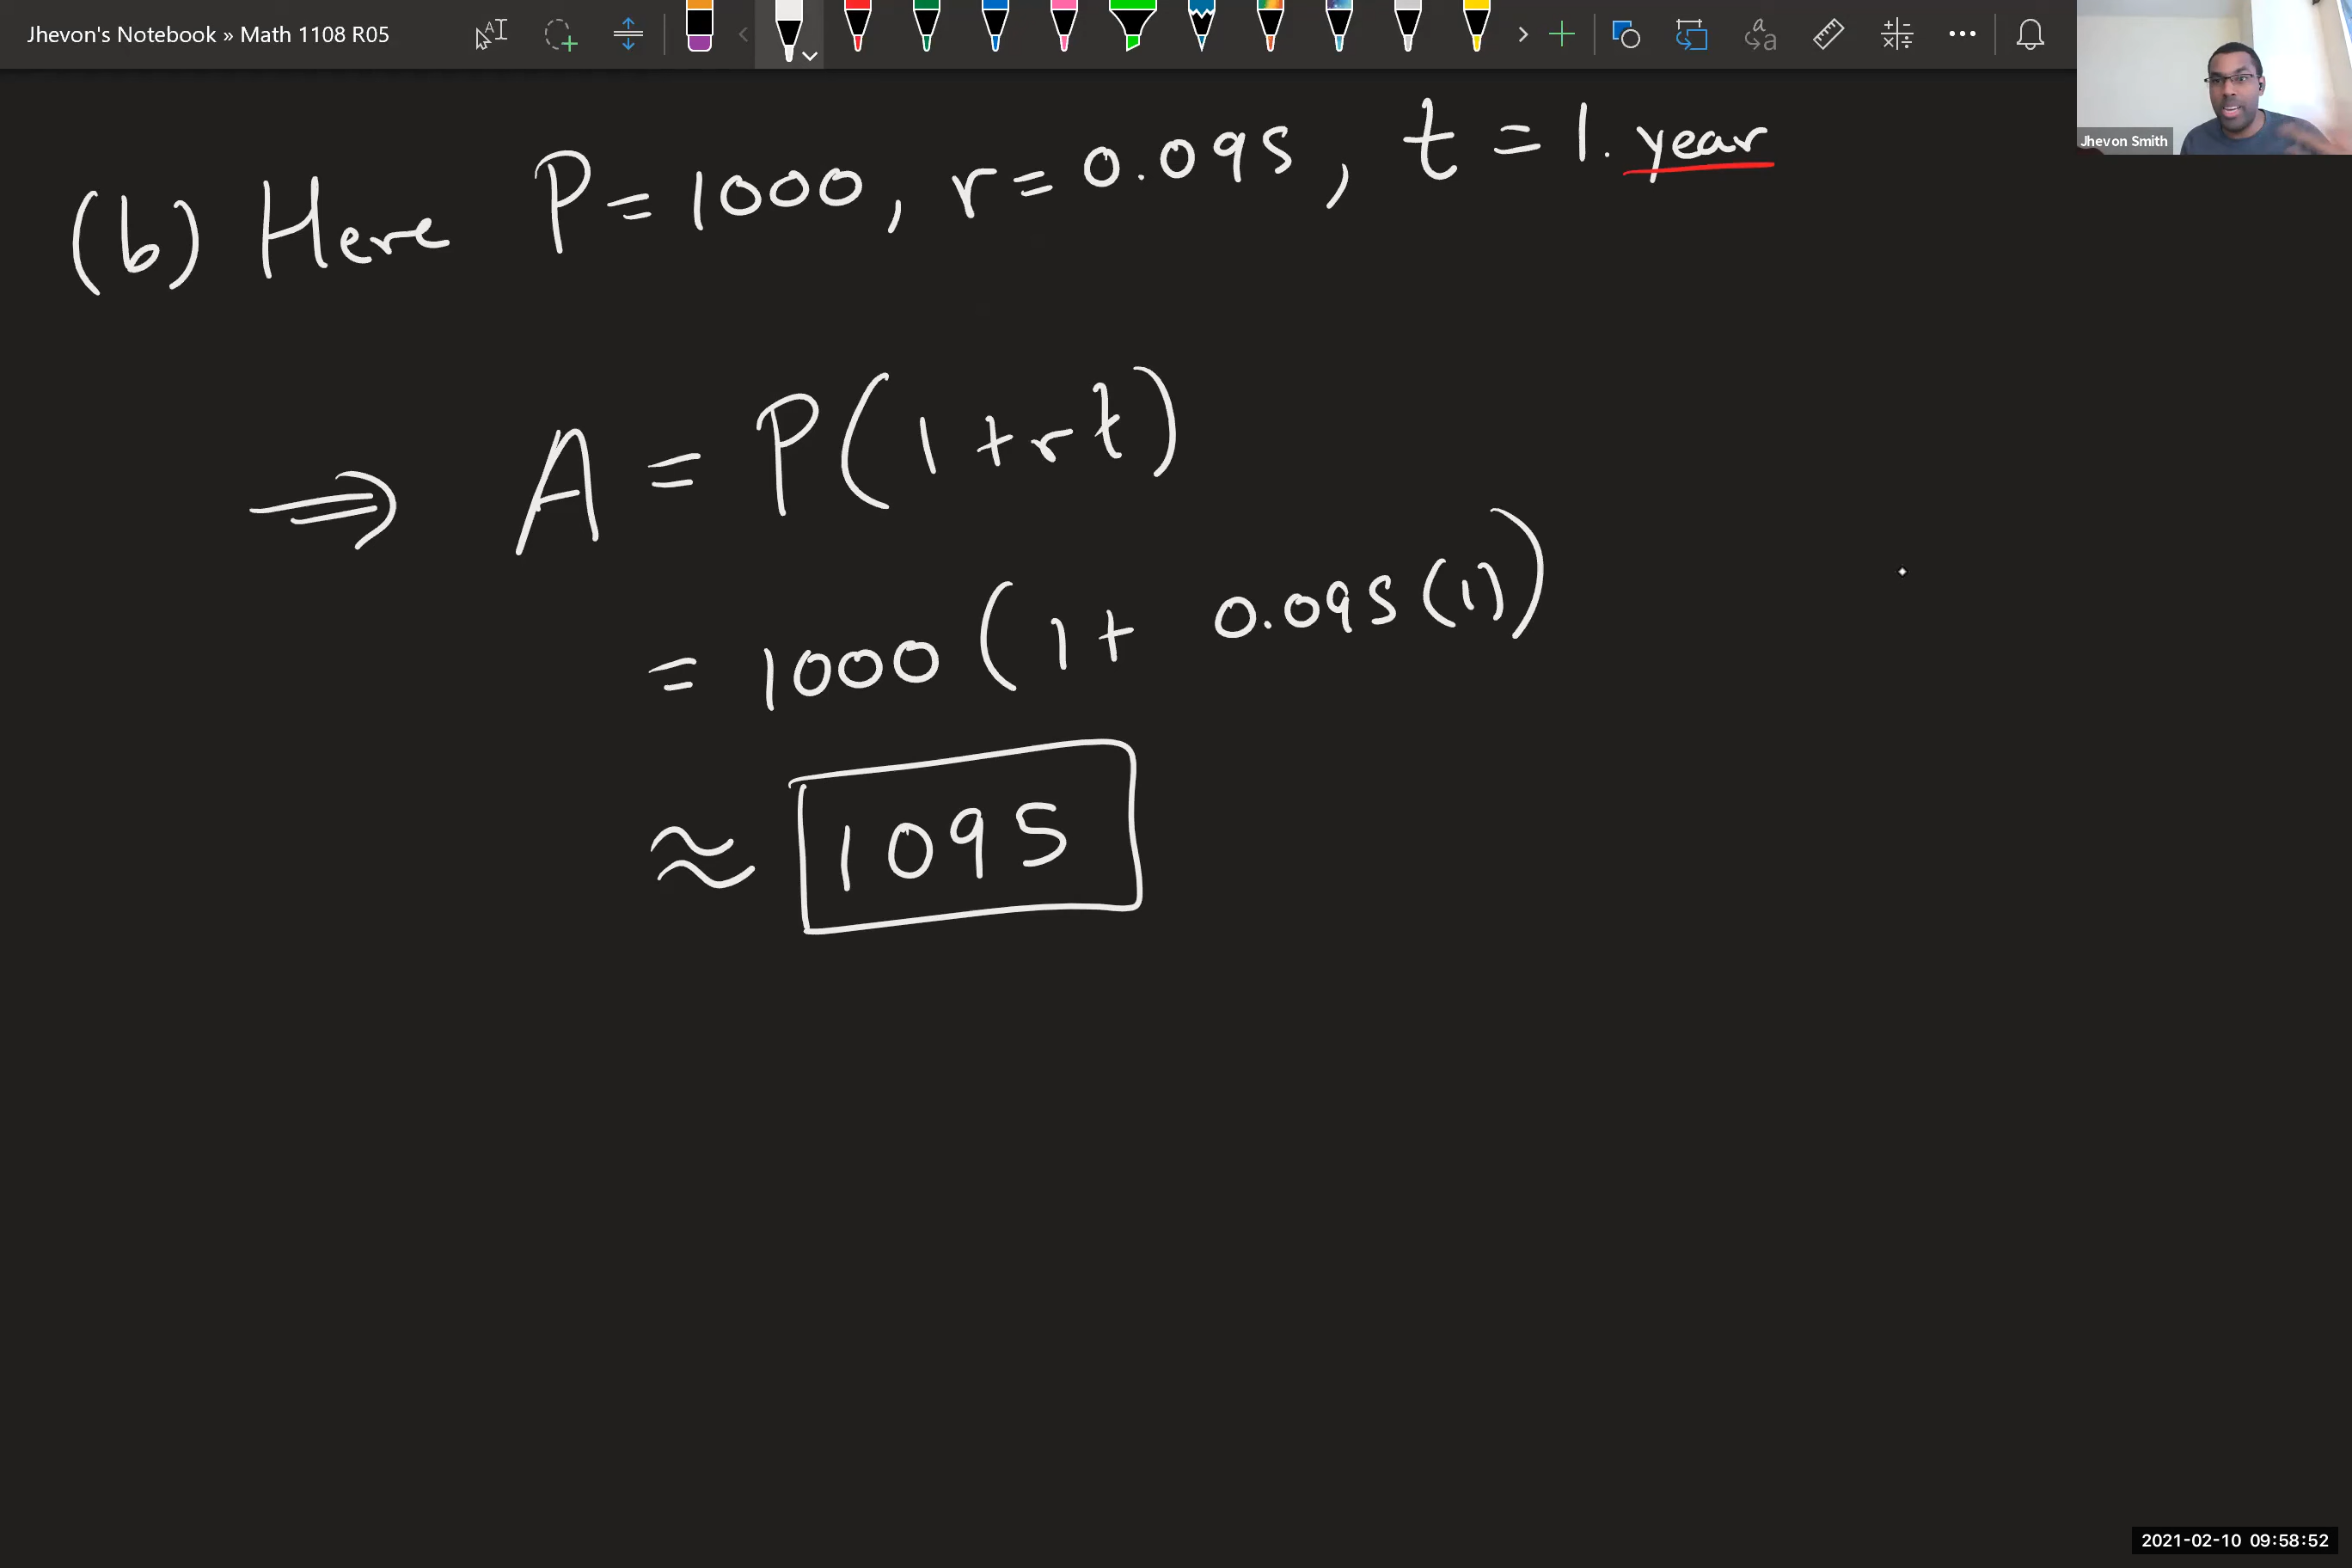 Jhevon's Notebook » Math 1108 R05
Jhevon Smith
(b) Here P = 1000, r = 0.095, t = 1. year
⟹ A = P(1 + rt)
= 1000 (1 + 0.095 (1))
≈ 1095
2021-02-10 09:58:52